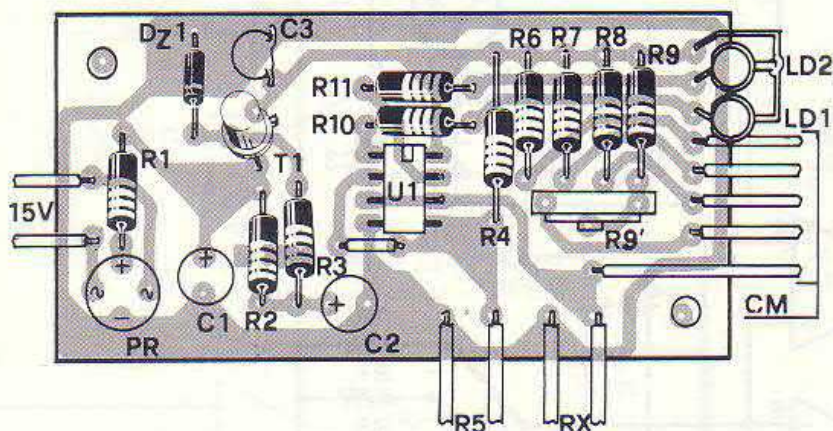 DZ1
C3
R6
R7
R8
R9
R11
LD2
R10
LD1
R1
T1
U1
15V
R4
R9'
R3
C1
R2
CM
PR
C2
R5
RX
+
~
~
-
+
+